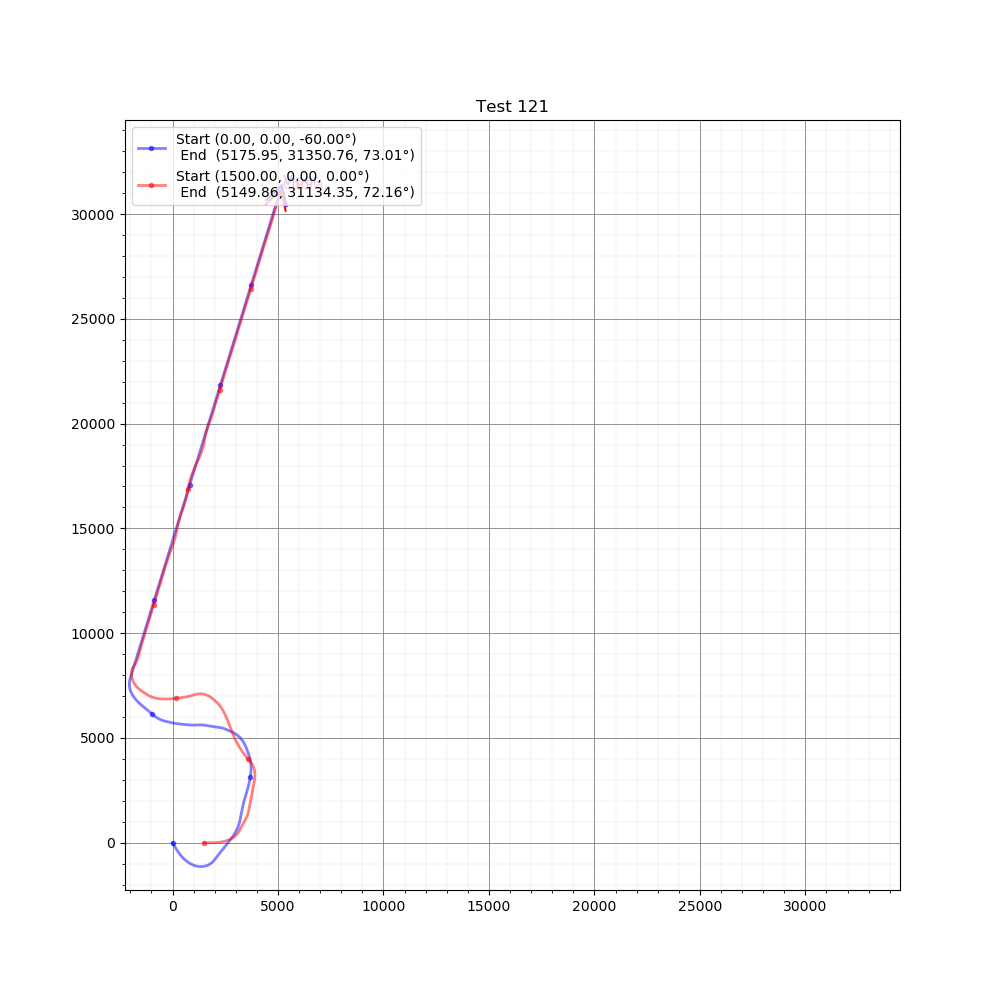 Test 121
Start (0.00, 0.00, -60.00°)
End (5175.95, 31350.76, 73.01°)
Start (1500.00, 0.00, 0.00°)
End (5149.86, 31134.35, 72.16°)
30000
25000
20000
15000
10000
5000
0
0 5000 10000 15000 20000 25000 30000